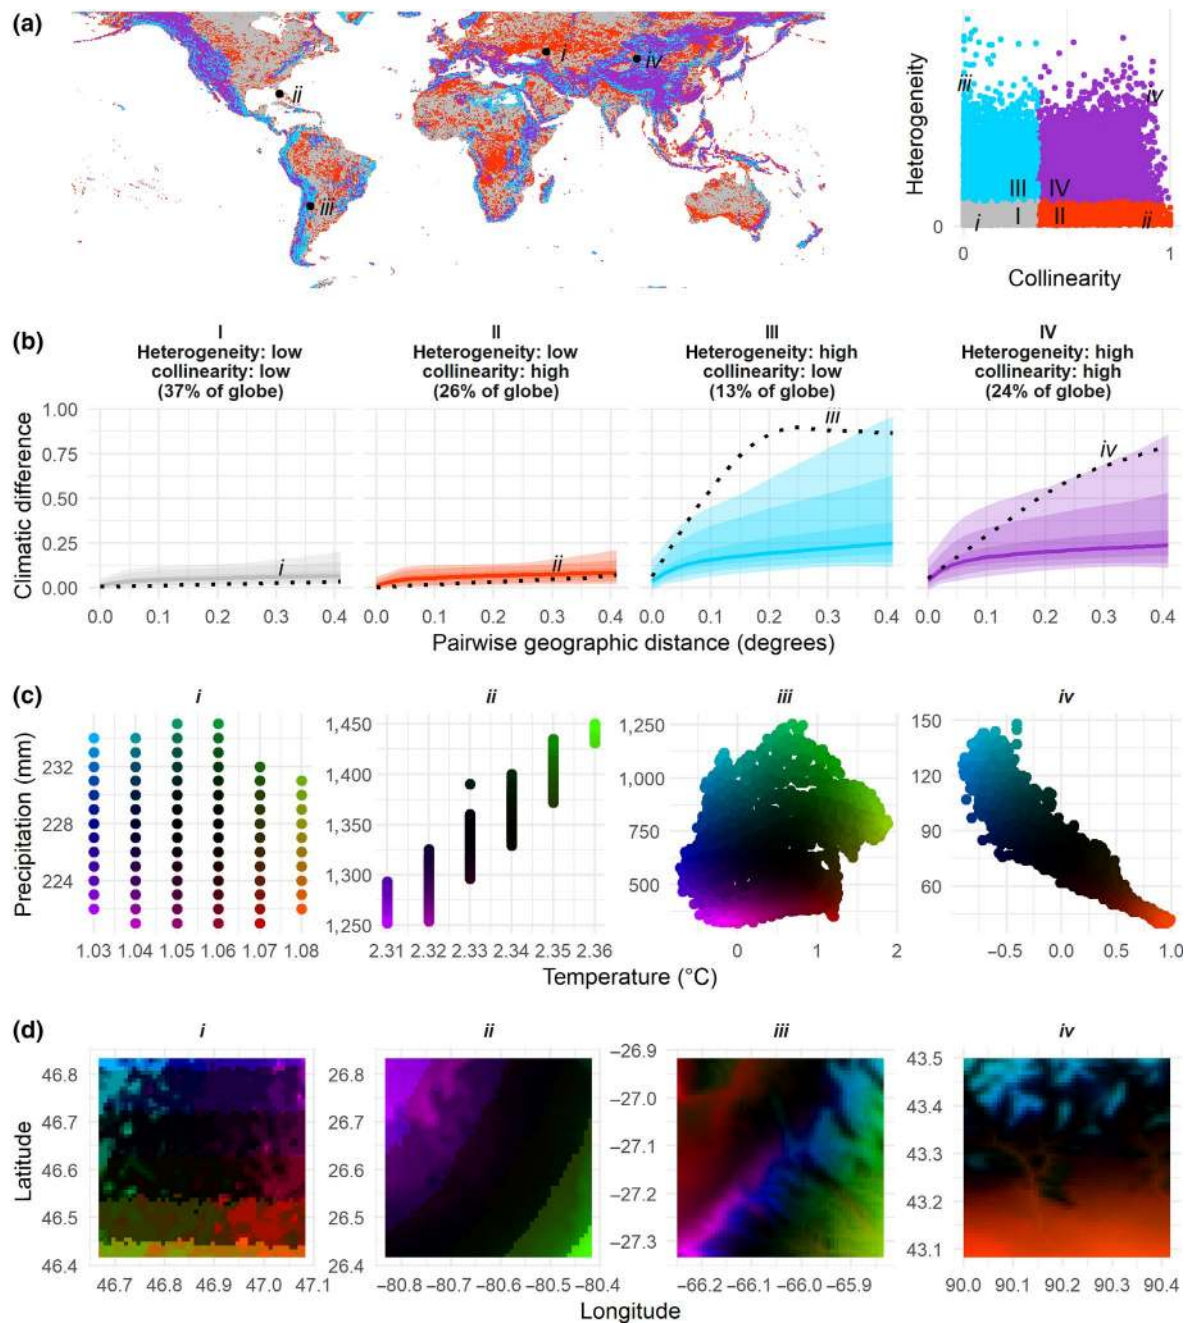 (a)
i
ii
iii
iv
Heterogeneity
iii
iv
III IV
I II
i
ii
0
0 1
Collinearity
(b)
I
Heterogeneity: low
collinearity: low
(37% of globe)
II
Heterogeneity: low
collinearity: high
(26% of globe)
III
Heterogeneity: high
collinearity: low
(13% of globe)
IV
Heterogeneity: high
collinearity: high
(24% of globe)
Climatic difference
1.00
0.75
0.50
0.25
0.00
i
ii
iii
iv
0.0 0.1 0.2 0.3 0.4
0.0 0.1 0.2 0.3 0.4
0.0 0.1 0.2 0.3 0.4
0.0 0.1 0.2 0.3 0.4
Pairwise geographic distance (degrees)
(c)
i
ii
iii
iv
Precipitation (mm)
232
228
224
1.03 1.04 1.05 1.06 1.07 1.08
1,450
1,400
1,350
1,300
1,250
2.31 2.32 2.33 2.34 2.35 2.36
1,250
1,000
750
500
0 1 2
150
120
90
60
−0.5 0.0 0.5 1.0
Temperature (°C)
(d)
i
ii
iii
iv
Latitude
46.8
46.7
46.6
46.5
46.4
46.7 46.8 46.9 47.0 47.1
26.8
26.7
26.6
26.5
26.4
−80.8 −80.7 −80.6 −80.5 −80.4
−26.9
−27.0
−27.1
−27.2
−27.3
−66.2 −66.1 −66.0 −65.9
43.5
43.4
43.3
43.2
43.1
90.0 90.1 90.2 90.3 90.4
Longitude